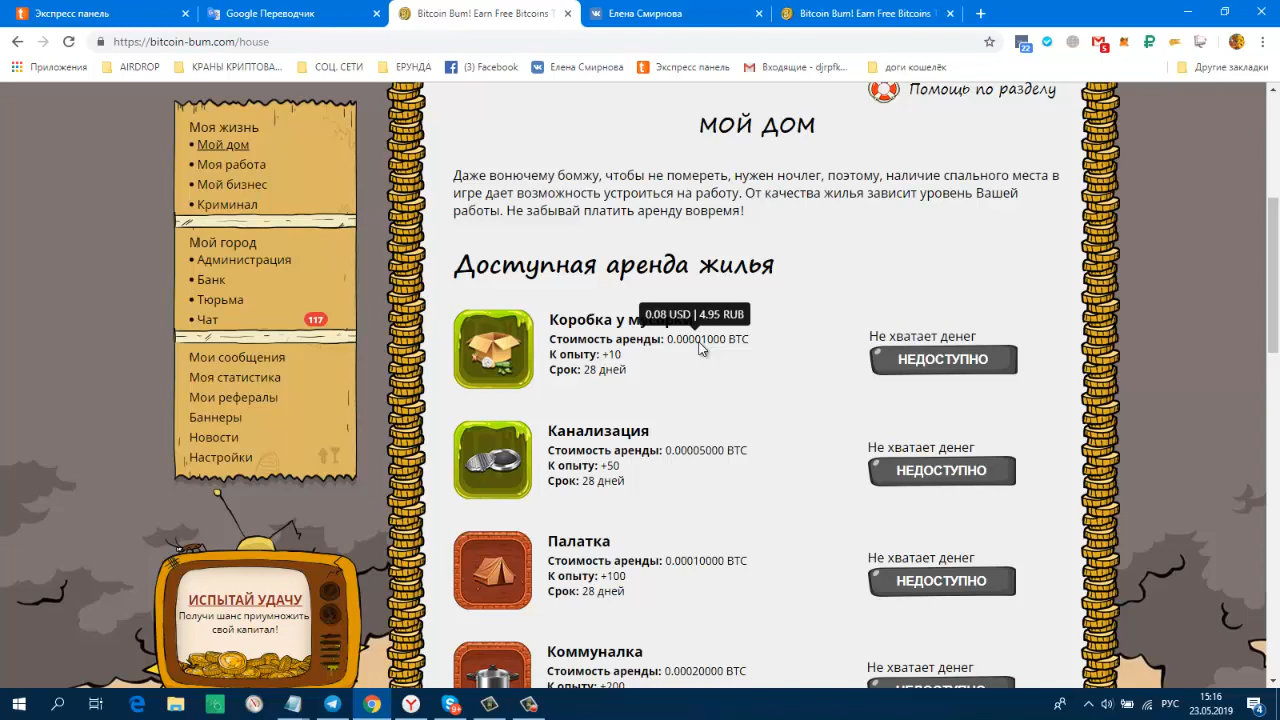 Экспресс панель
Google Переводчик
Bitcoin Bum! Earn Free Bitcoins
Елена Смирнова
Bitcoin Bum! Earn Free Bitcoins
https://bitcoin-bum.com/house
22
5
Приложения
AIRDROP
КРАНЫ КРИПТОВА...
СОЦ. СЕТИ
ЕРУНДА
(3) Facebook
Елена Смирнова
Экспресс панель
Входящие - djrpfk...
доги кошелёк
Другие закладки
Моя жизнь
• Мой дом
• Моя работа
• Мой бизнес
• Криминал
Мой город
• Администрация
• Банк
• Тюрьма
• Чат
117
Мои сообщения
Моя статистика
Мои рефералы
Баннеры
Новости
Настройки
ИСПЫТАЙ УДАЧУ
Получи шанс приумножить
свой капитал!
Помощь по разделу
МОЙ ДОМ
Даже вонючему бомжу, чтобы не помереть, нужен ночлег, поэтому, наличие спального места в
игре дает возможность устроиться на работу. От качества жилья зависит уровень Вашей
работы. Не забывай платить аренду вовремя!
Доступная аренда жилья
0.08 USD | 4.95 RUB
Коробка у
Стоимость аренды: 0.00001000 BTC
К опыту: +10
Срок: 28 дней
Не хватает денег
НЕДОСТУПНО
Канализация
Стоимость аренды: 0.00005000 BTC
К опыту: +50
Срок: 28 дней
Не хватает денег
НЕДОСТУПНО
Палатка
Стоимость аренды: 0.00010000 BTC
К опыту: +100
Срок: 28 дней
Не хватает денег
НЕДОСТУПНО
Коммуналка
Стоимость аренды: 0.00020000 BTC
К опыту: +200
Не хватает денег
НЕДОСТУПНО
9+
РУС
15:16
23.05.2019
4